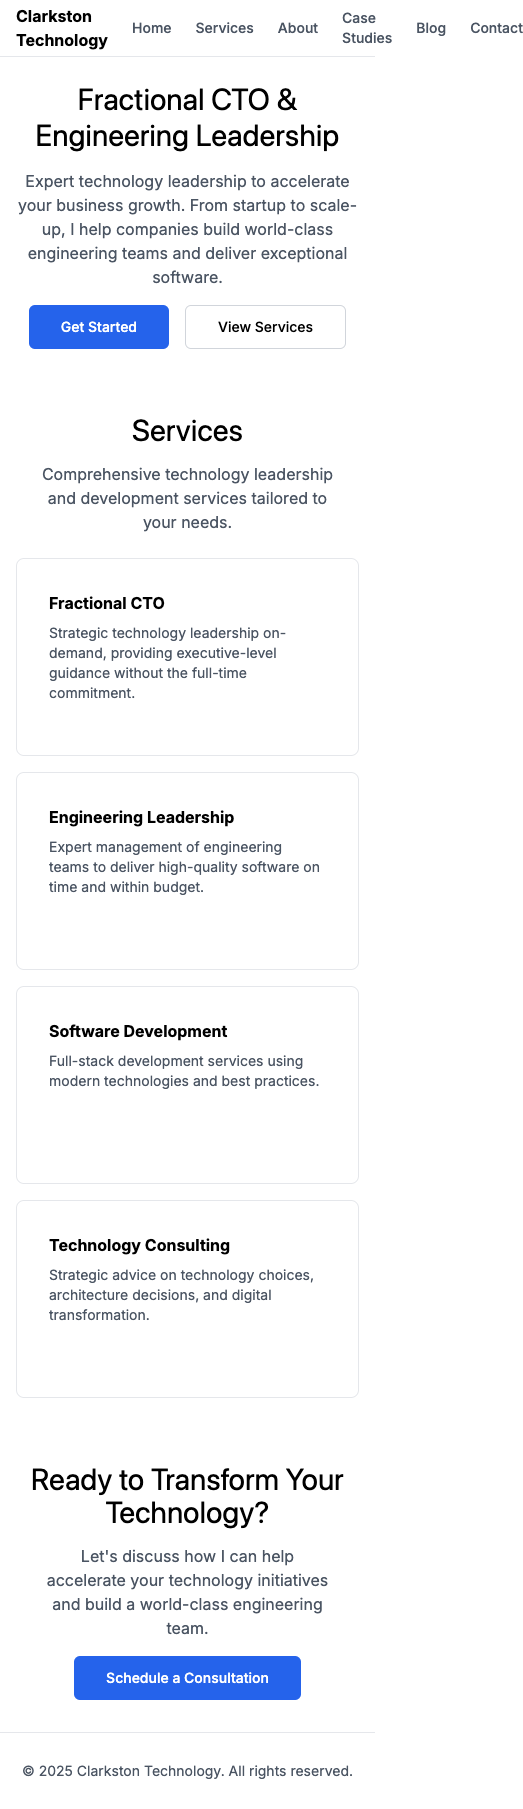 Clarkston
Technology
Home
Services
About
Case
Studies
Blog
Contact
Fractional CTO &
Engineering Leadership
Expert technology leadership to accelerate
your business growth. From startup to scale-
up, I help companies build world-class
engineering teams and deliver exceptional
software.
Get Started
View Services
Services
Comprehensive technology leadership
and development services tailored to
your needs.
Fractional CTO
Strategic technology leadership on-
demand, providing executive-level
guidance without the full-time
commitment.
Engineering Leadership
Expert management of engineering
teams to deliver high-quality software on
time and within budget.
Software Development
Full-stack development services using
modern technologies and best practices.
Technology Consulting
Strategic advice on technology choices,
architecture decisions, and digital
transformation.
Ready to Transform Your
Technology?
Let's discuss how I can help
accelerate your technology initiatives
and build a world-class engineering
team.
Schedule a Consultation
© 2025 Clarkston Technology. All rights reserved.